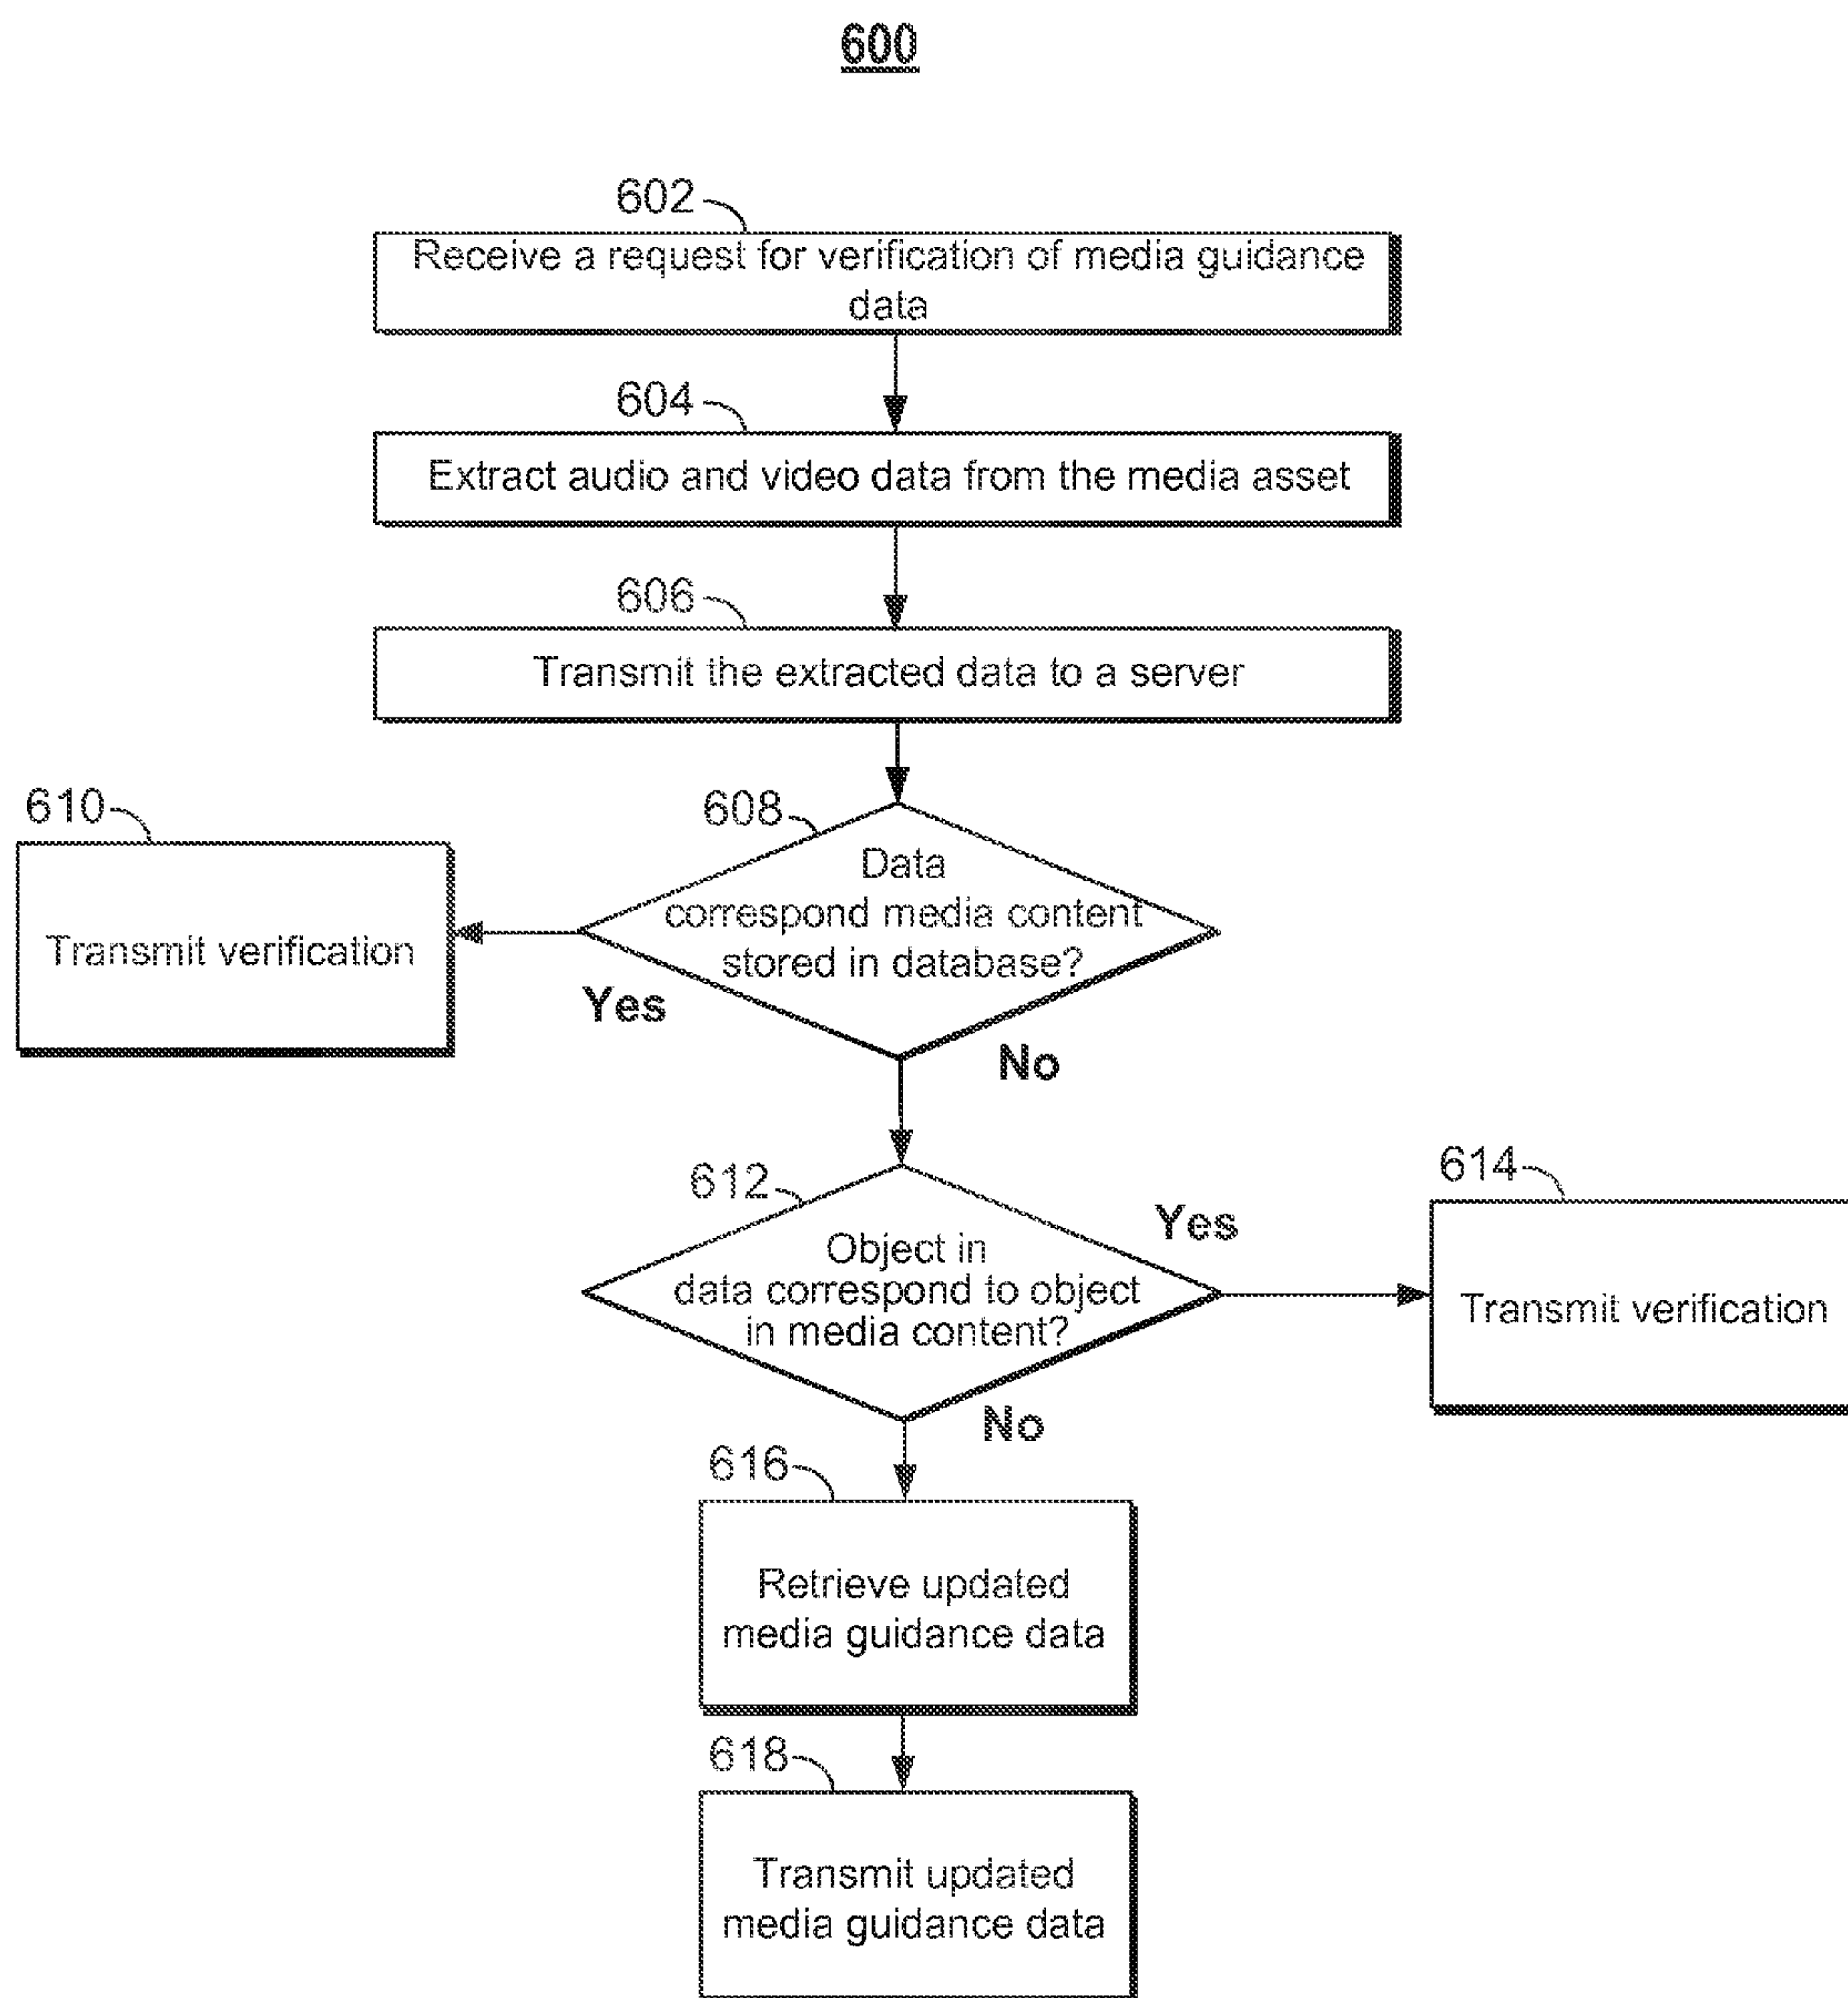 600
602
Receive a request for verification of media guidance
data
604
Extract audio and video data from the media asset
606
Transmit the extracted data to a server
608
Data
correspond media content
stored in database?
610
Transmit verification
Yes
No
612
Object in
data correspond to object
in media content?
Yes
614
Transmit verification
No
616
Retrieve updated
media guidance data
618
Transmit updated
media guidance data